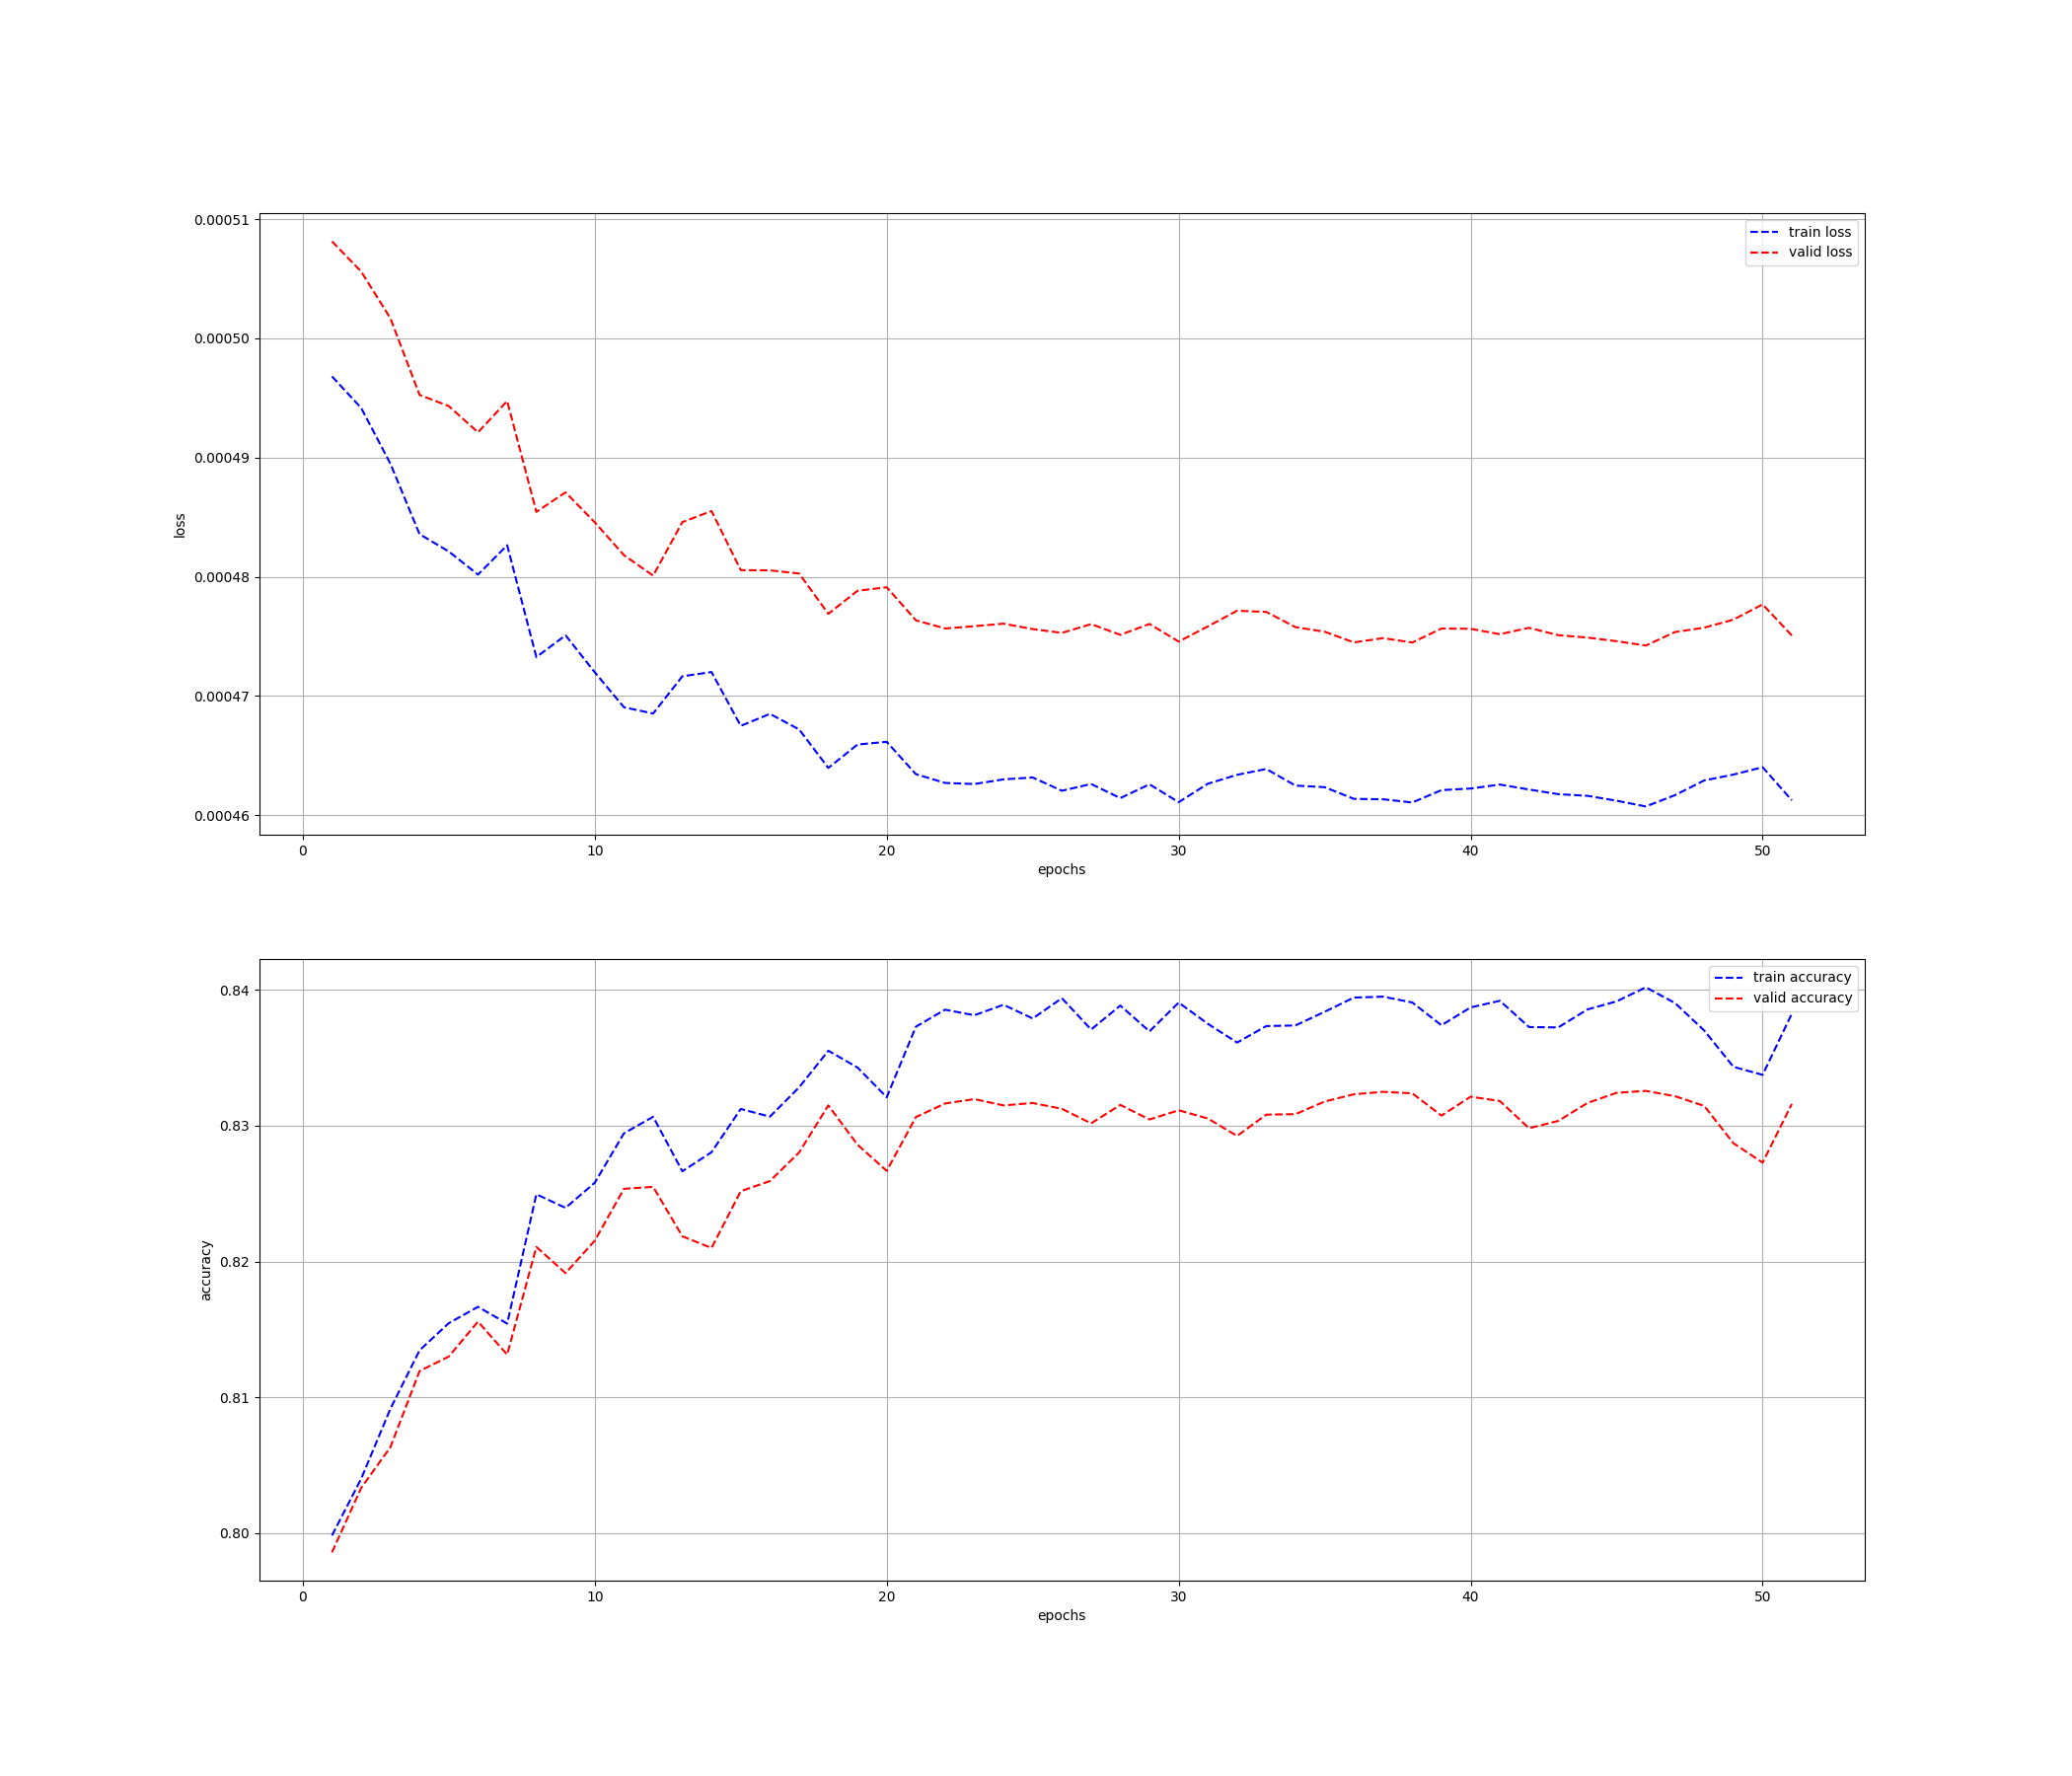 0.00051
train loss
valid loss
0.00050
0.00049
loss
0.00048
0.00047
0.00046
0 10 20 30 40 50
epochs
train accuracy
0.84
valid accuracy
0.83
0.82
accuracy
0.81
0.80
0 10 20 30 40 50
epochs